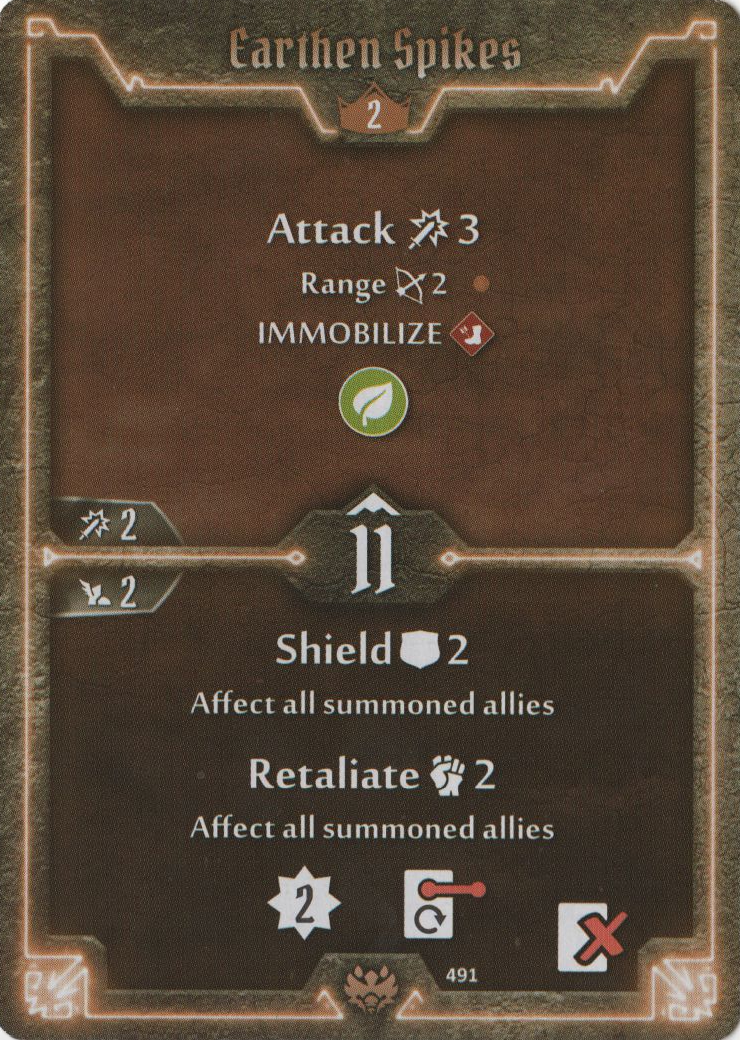 Earthen Spikes
2
Attack 3
Range 2
IMMOBILIZE
2
11
2
Shield 2
Affect all summoned allies
Retaliate 2
Affect all summoned allies
2
491